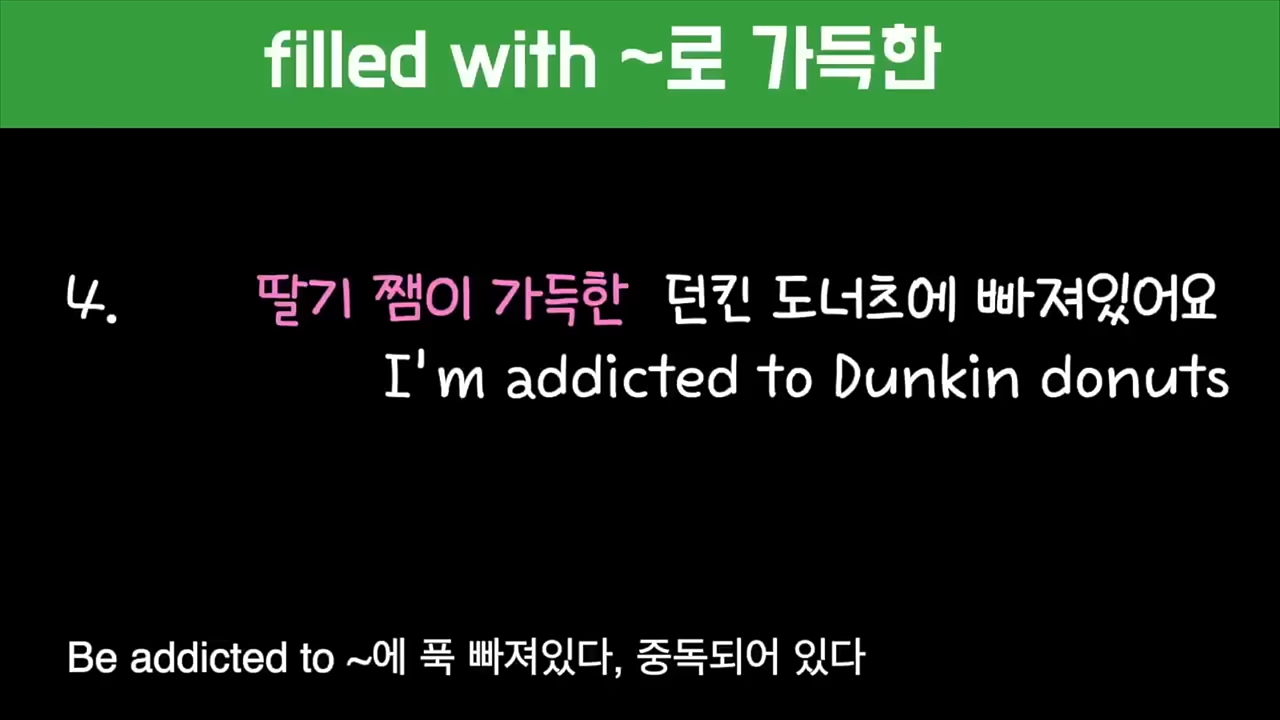 filled with ~로 가득한
4. 딸기 쨈이 가득한 던킨 도너츠에 빠져있어요
I'm addicted to Dunkin donuts
Be addicted to ~에 푹 빠져있다, 중독되어 있다